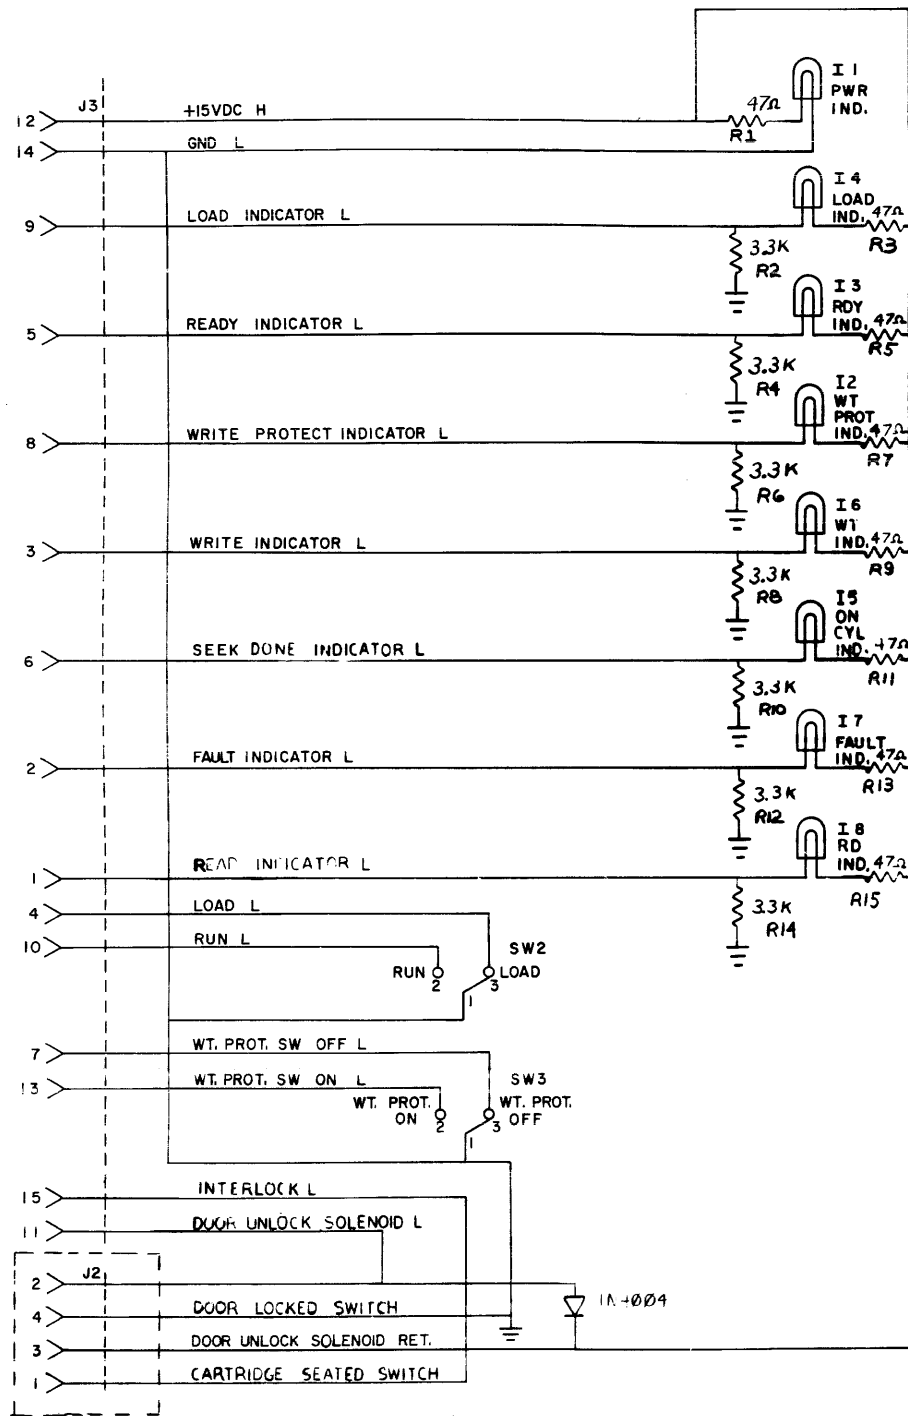 I 1
PWR
IND.
J3
47Ω
R1
12
+15VDC H
14
GND L
I 4
LOAD
IND.
47Ω
R3
9
LOAD INDICATOR L
3.3K
R2
I 3
RDY
IND.
47Ω
R5
5
READY INDICATOR L
3.3K
R4
I2
WT
PROT
IND.
47Ω
R7
8
WRITE PROTECT INDICATOR L
3.3K
R6
I6
WT
IND.
47Ω
R9
3
WRITE INDICATOR L
3.3K
R8
I5
ON
CYL
IND.
47Ω
R11
6
SEEK DONE INDICATOR L
3.3K
R10
I 7
FAULT
IND.
47Ω
R13
2
FAULT INDICATOR L
3.3K
R12
I 8
RD
IND.
47Ω
R15
1
READ INDICATOR L
3.3K
R14
4
LOAD L
10
RUN L
SW2
RUN
2
3
LOAD
1
7
WT. PROT. SW OFF L
13
WT. PROT. SW ON L
SW3
WT. PROT.
ON
2
3
WT. PROT.
OFF
1
15
INTERLOCK L
11
DOOR UNLOCK SOLENOID L
J2
2
1N4004
4
DOOR LOCKED SWITCH
3
DOOR UNLOCK SOLENOID RET.
1
CARTRIDGE SEATED SWITCH